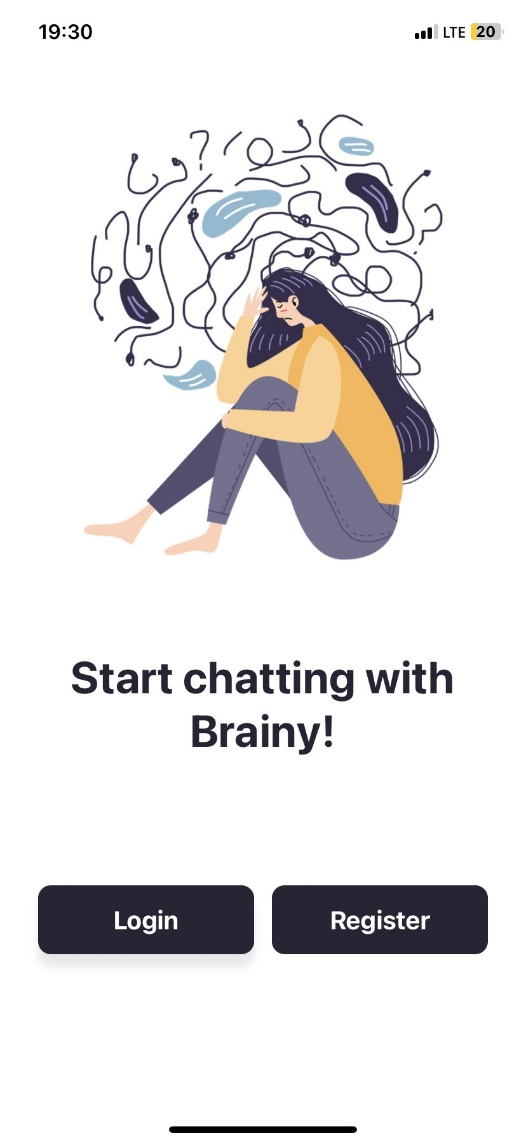 19:30 LTE 20
Start chatting with
Brainy!
Login Register